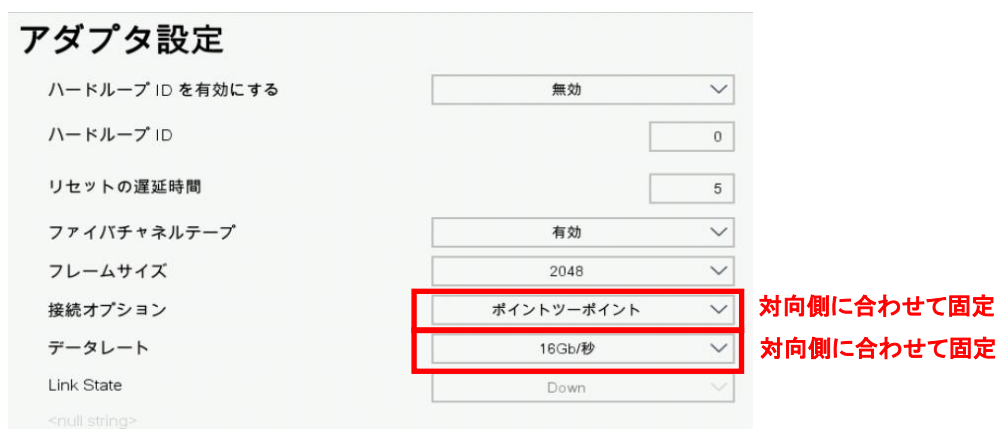 アダプタ設定
ハードループ ID を有効にする 無効
ハードループ ID 0
リセットの遅延時間 5
ファイバチャネルテープ 有効
フレームサイズ 2048
接続オプション ポイントツーポイント 対向側に合わせて固定
データレート 16Gb/秒 対向側に合わせて固定
Link State Down
<null string>